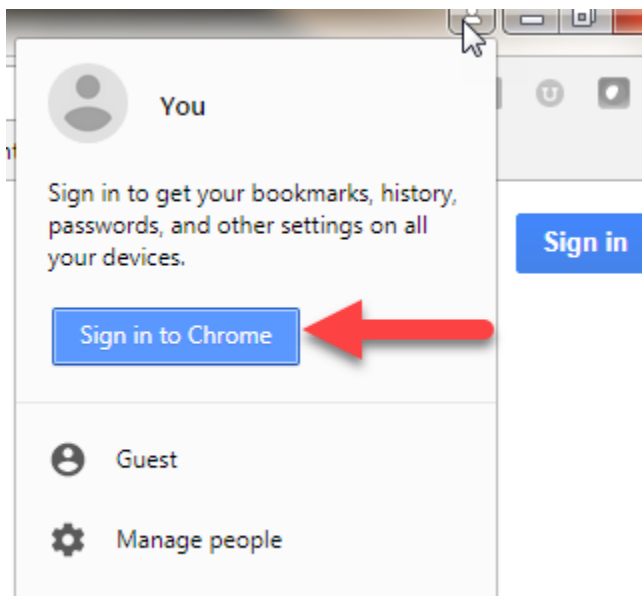 You
Sign in to get your bookmarks, history,
passwords, and other settings on all
your devices.
Sign in
Sign in to Chrome
Guest
Manage people